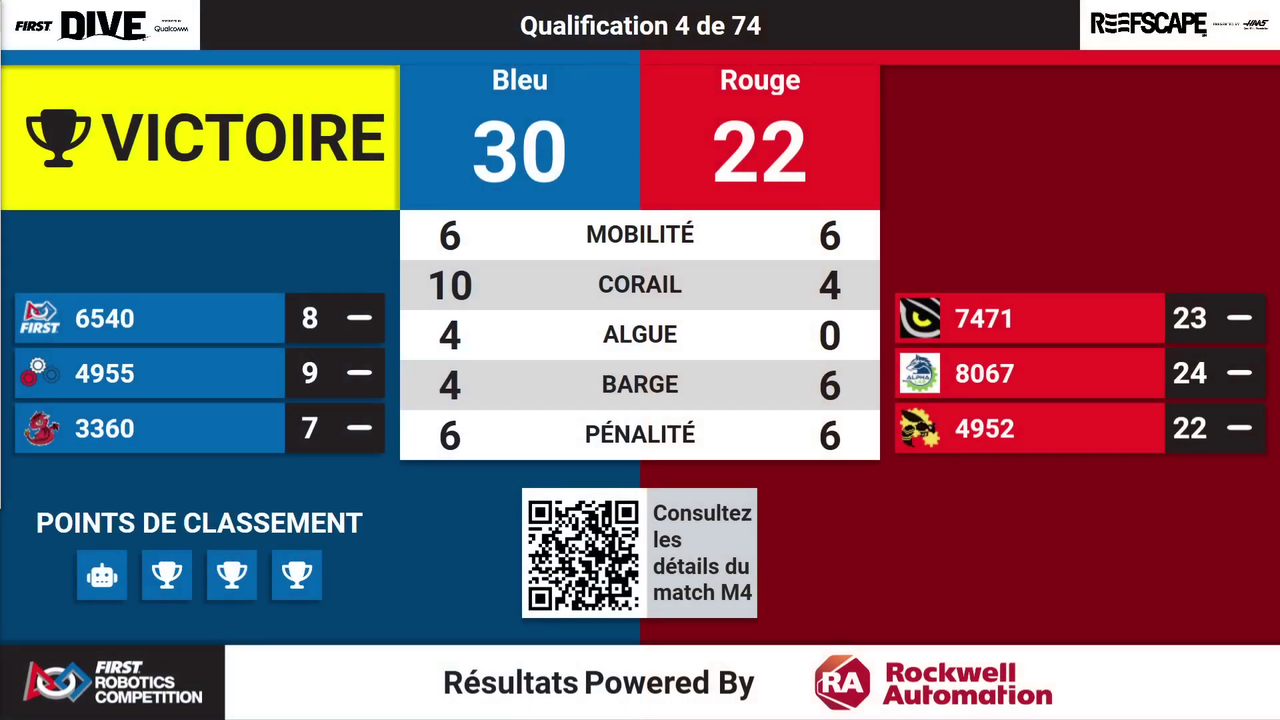 FIRST DIVE Qualcomm
Qualification 4 de 74
REEFSCAPE HAAS
VICTOIRE
Bleu Rouge
30 22
6 MOBILITÉ 6
10 CORAIL 4
4 ALGUE 0
4 BARGE 6
6 PÉNALITÉ 6
FIRST 6540 8 –
4955 9 –
3360 7 –
7471 23 –
ALPHA 8067 24 –
4952 22 –
POINTS DE CLASSEMENT
Consultez
les
détails du
match M4
FIRST
ROBOTICS
COMPETITION
Résultats Powered By
RA Rockwell
Automation